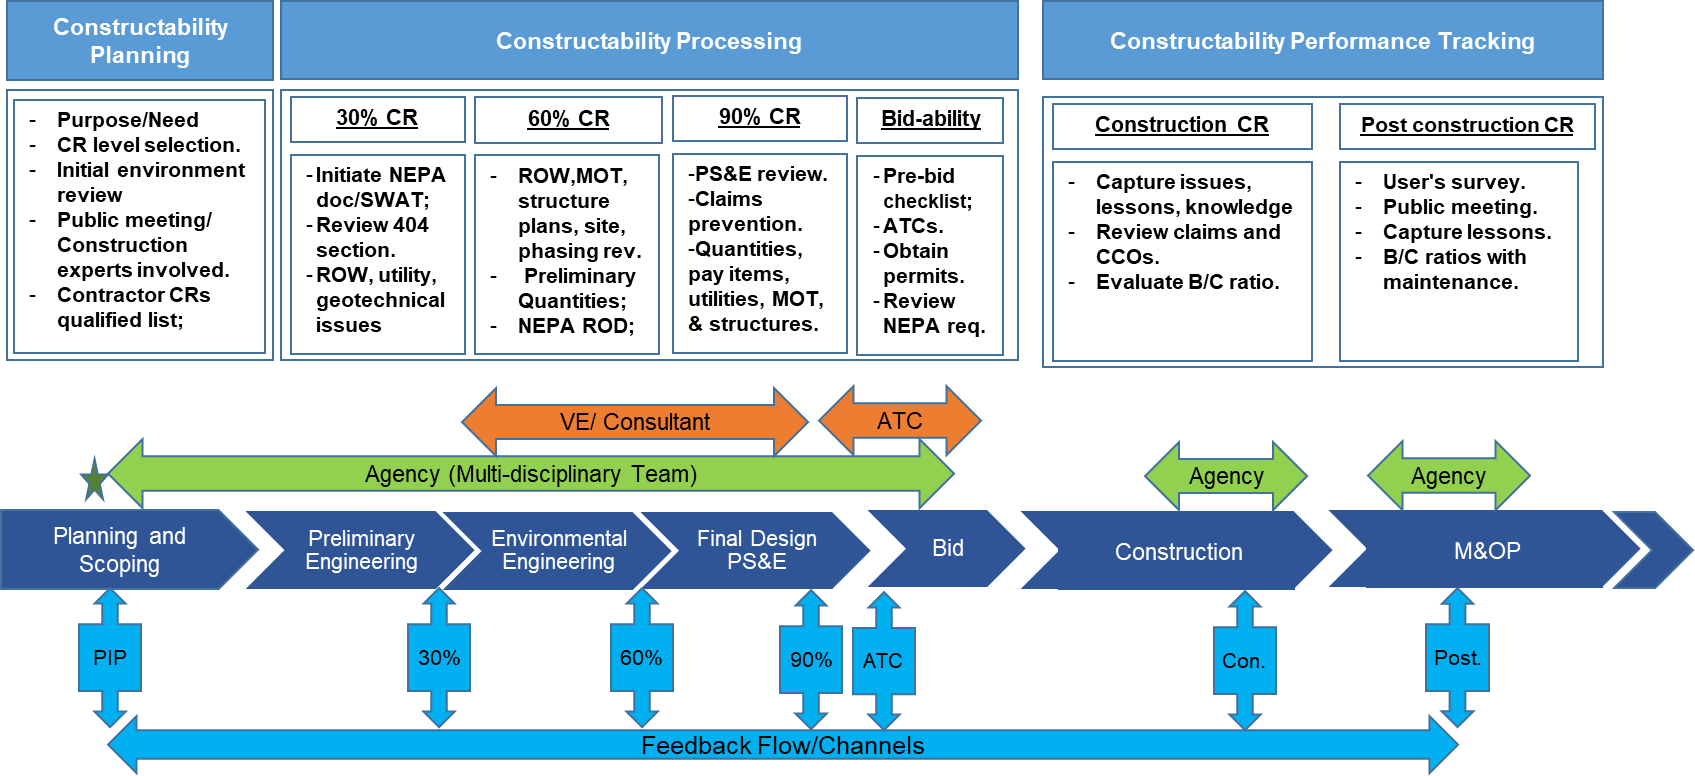 Constructability
Planning
Constructability Processing
Constructability Performance Tracking
- Purpose/Need
- CR level selection.
- Initial environment
review
- Public meeting/
Construction
experts involved.
- Contractor CRs
qualified list;
30% CR
-Initiate NEPA
doc/SWAT;
-Review 404
section.
-ROW, utility,
geotechnical
issues
60% CR
- ROW,MOT,
structure
plans, site,
phasing rev.
- Preliminary
Quantities;
- NEPA ROD;
90% CR
-PS&E review.
-Claims
prevention.
-Quantities,
pay items,
utilities, MOT,
& structures.
Bid-ability
-Pre-bid
checklist;
-ATCs.
-Obtain
permits.
-Review
NEPA req.
Construction CR
- Capture issues,
lessons, knowledge
- Review claims and
CCOs.
- Evaluate B/C ratio.
Post construction CR
- User's survey.
- Public meeting.
- Capture lessons.
- B/C ratios with
maintenance.
VE/ Consultant
ATC
Agency (Multi-disciplinary Team)
Agency
Agency
Planning and
Scoping
Preliminary
Engineering
Environmental
Engineering
Final Design
PS&E
Bid
Construction
M&OP
PIP
30%
60%
90%
ATC
Con.
Post.
Feedback Flow/Channels